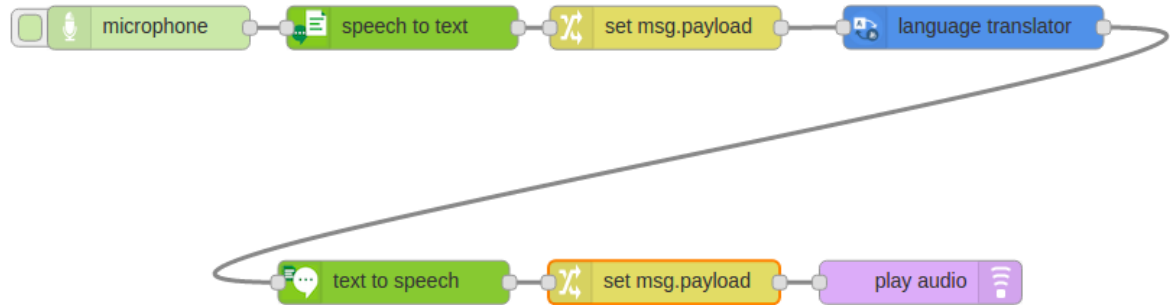 microphone
speech to text
set msg.payload
language translator
text to speech
set msg.payload
play audio